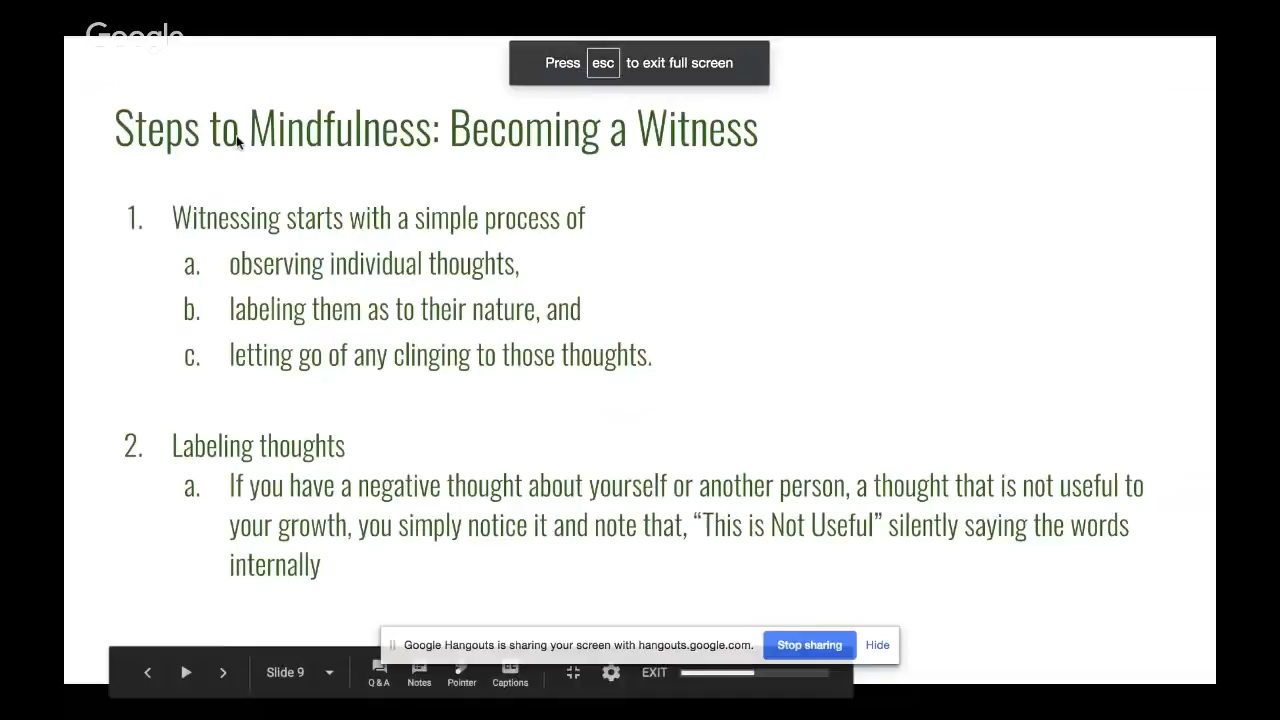 Google
Press esc to exit full screen
Steps to Mindfulness: Becoming a Witness
1. Witnessing starts with a simple process of
a. observing individual thoughts,
b. labeling them as to their nature, and
c. letting go of any clinging to those thoughts.
2. Labeling thoughts
a. If you have a negative thought about yourself or another person, a thought that is not useful to
your growth, you simply notice it and note that, “This is Not Useful” silently saying the words
internally
Google Hangouts is sharing your screen with hangouts.google.com. Stop sharing Hide
Slide 9 Q & A Notes Pointer Captions EXIT